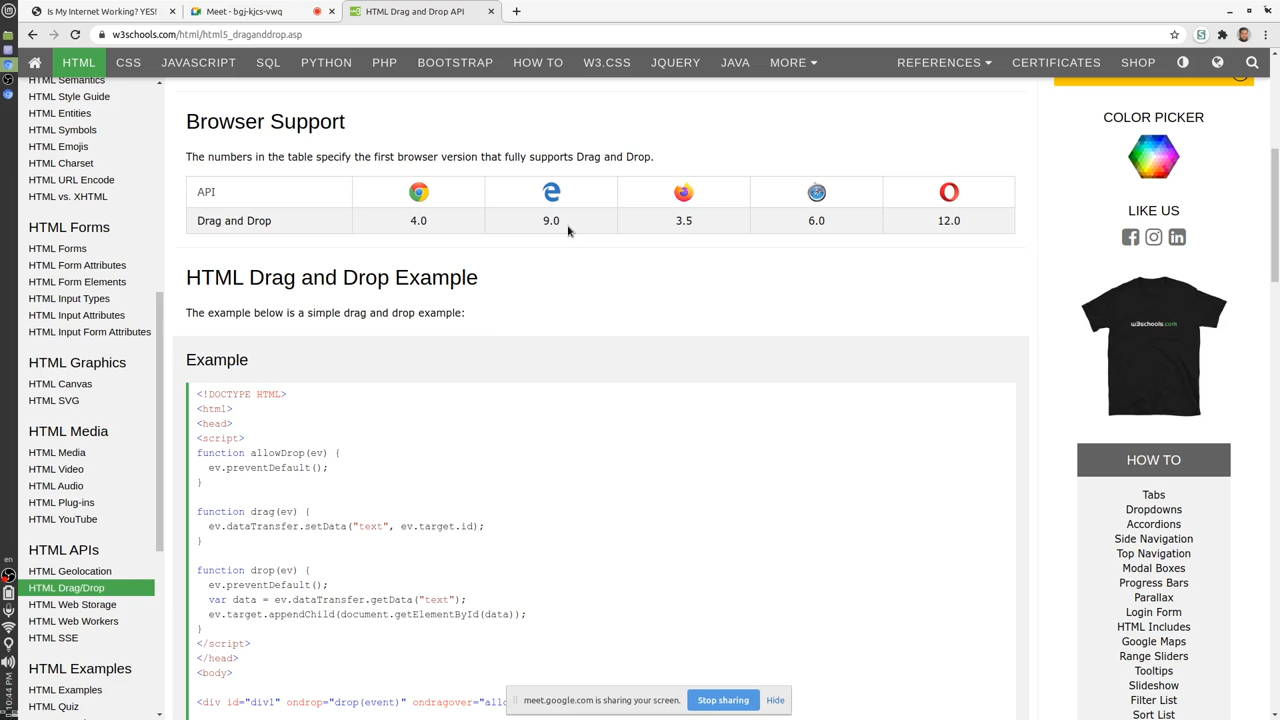 Is My Internet Working? YES!
Meet - bgj-kjcs-vwq
HTML Drag and Drop API
w3schools.com/html/html5_draganddrop.asp
HTML CSS JAVASCRIPT SQL PYTHON PHP BOOTSTRAP HOW TO W3.CSS JQUERY JAVA MORE REFERENCES CERTIFICATES SHOP
HTML Semantics
HTML Style Guide
HTML Entities
HTML Symbols
HTML Emojis
HTML Charset
HTML URL Encode
HTML vs. XHTML
HTML Forms
HTML Forms
HTML Form Attributes
HTML Form Elements
HTML Input Types
HTML Input Attributes
HTML Input Form Attributes
HTML Graphics
HTML Canvas
HTML SVG
HTML Media
HTML Media
HTML Video
HTML Audio
HTML Plug-ins
HTML YouTube
HTML APIs
HTML Geolocation
HTML Drag/Drop
HTML Web Storage
HTML Web Workers
HTML SSE
HTML Examples
HTML Examples
HTML Quiz
en
10:44 PM
Browser Support
The numbers in the table specify the first browser version that fully supports Drag and Drop.
API
Drag and Drop 4.0 9.0 3.5 6.0 12.0
HTML Drag and Drop Example
The example below is a simple drag and drop example:
Example
<!DOCTYPE HTML>
<html>
<head>
<script>
function allowDrop(ev) {
ev.preventDefault();
}
function drag(ev) {
ev.dataTransfer.setData("text", ev.target.id);
}
function drop(ev) {
ev.preventDefault();
var data = ev.dataTransfer.getData("text");
ev.target.appendChild(document.getElementById(data));
}
</script>
</head>
<body>
<div id="div1" ondrop="drop(event)" ondragover="allo
meet.google.com is sharing your screen. Stop sharing Hide
COLOR PICKER
LIKE US
w3schools.com
HOW TO
Tabs
Dropdowns
Accordions
Side Navigation
Top Navigation
Modal Boxes
Progress Bars
Parallax
Login Form
HTML Includes
Google Maps
Range Sliders
Tooltips
Slideshow
Filter List
Sort List